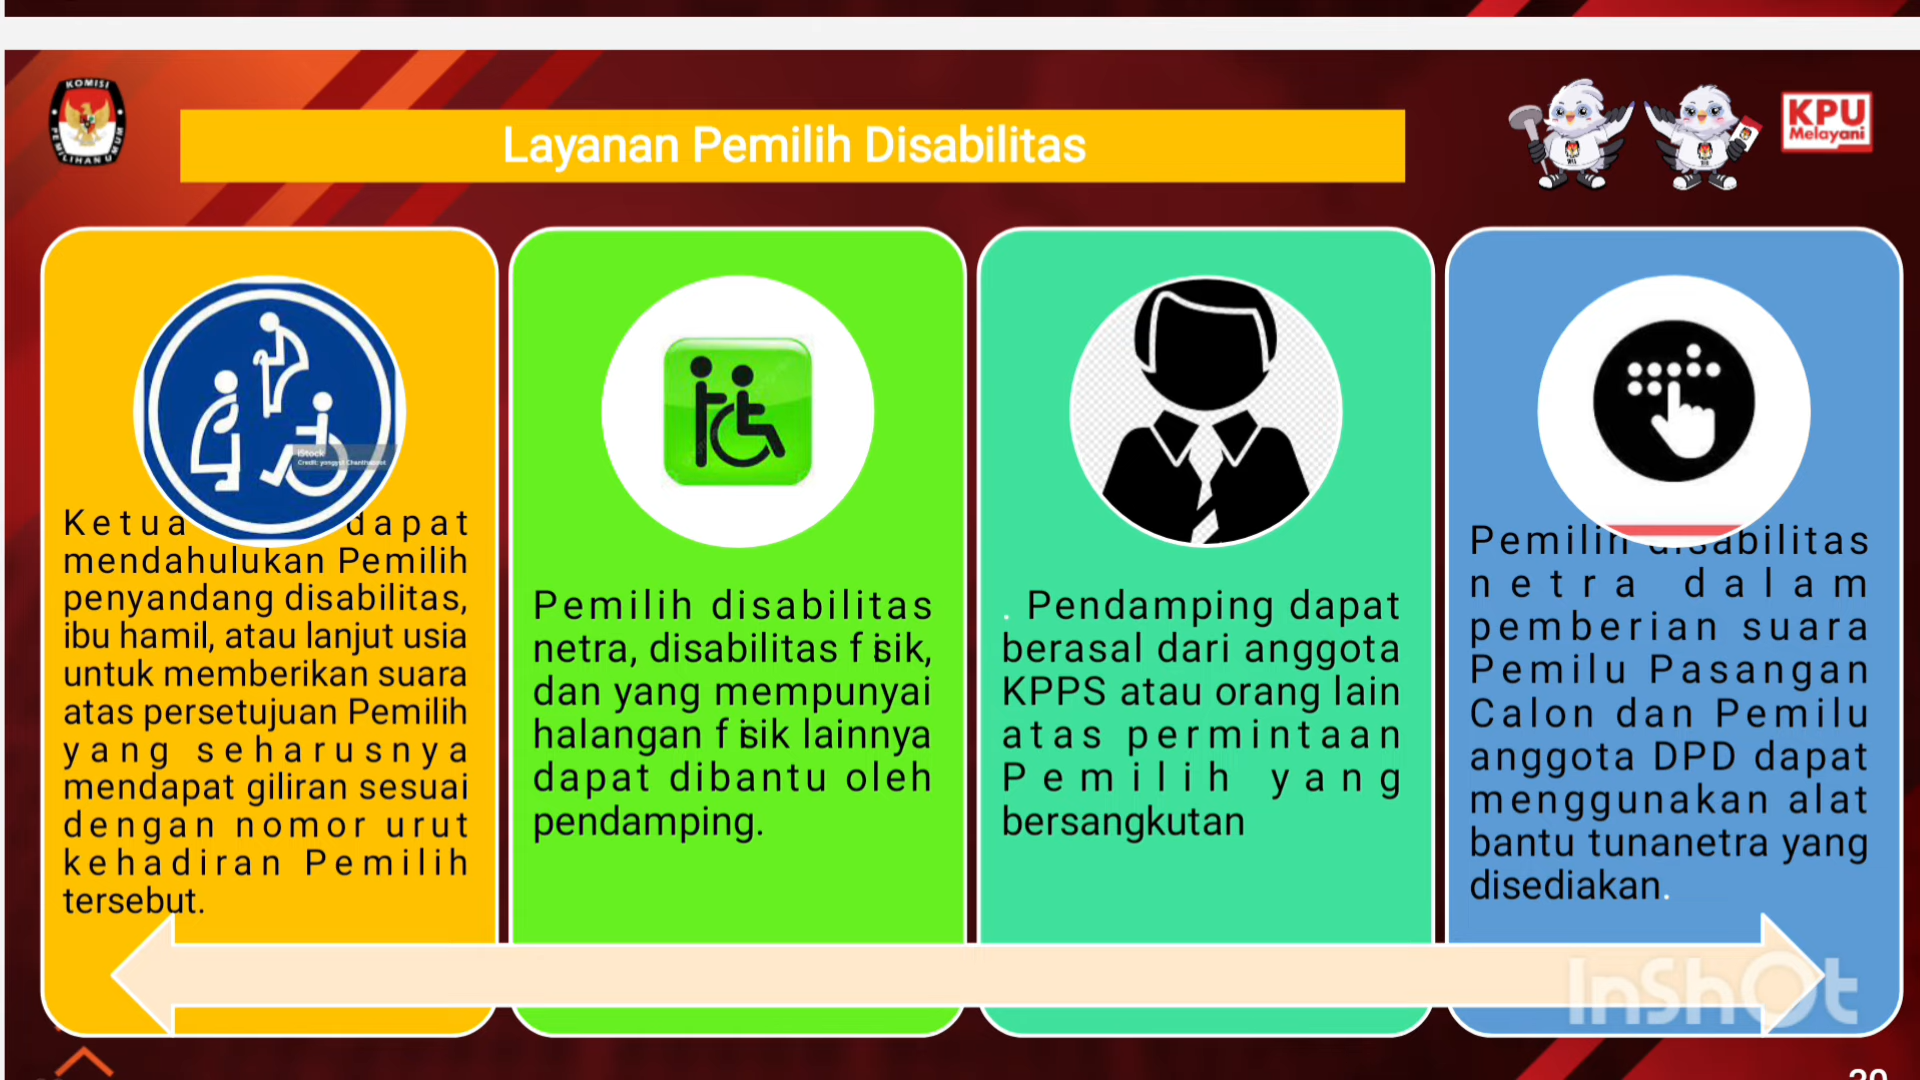 KOMISI
PEMILIHAN UMUM
Layanan Pemilih Disabilitas
KPU
Melayani
iStock
Ketua dapat
mendahulukan Pemilih
penyandang disabilitas,
ibu hamil, atau lanjut usia
untuk memberikan suara
atas persetujuan Pemilih
yang seharusnya
mendapat giliran sesuai
dengan nomor urut
kehadiran Pemilih
tersebut.
Pemilih disabilitas
netra, disabilitas fisik,
dan yang mempunyai
halangan fisik lainnya
dapat dibantu oleh
pendamping.
. Pendamping dapat
berasal dari anggota
KPPS atau orang lain
atas permintaan
Pemilih yang
bersangkutan
Pemilih disabilitas
netra dalam
pemberian suara
Pemilu Pasangan
Calon dan Pemilu
anggota DPD dapat
menggunakan alat
bantu tunanetra yang
disediakan.
InShOt